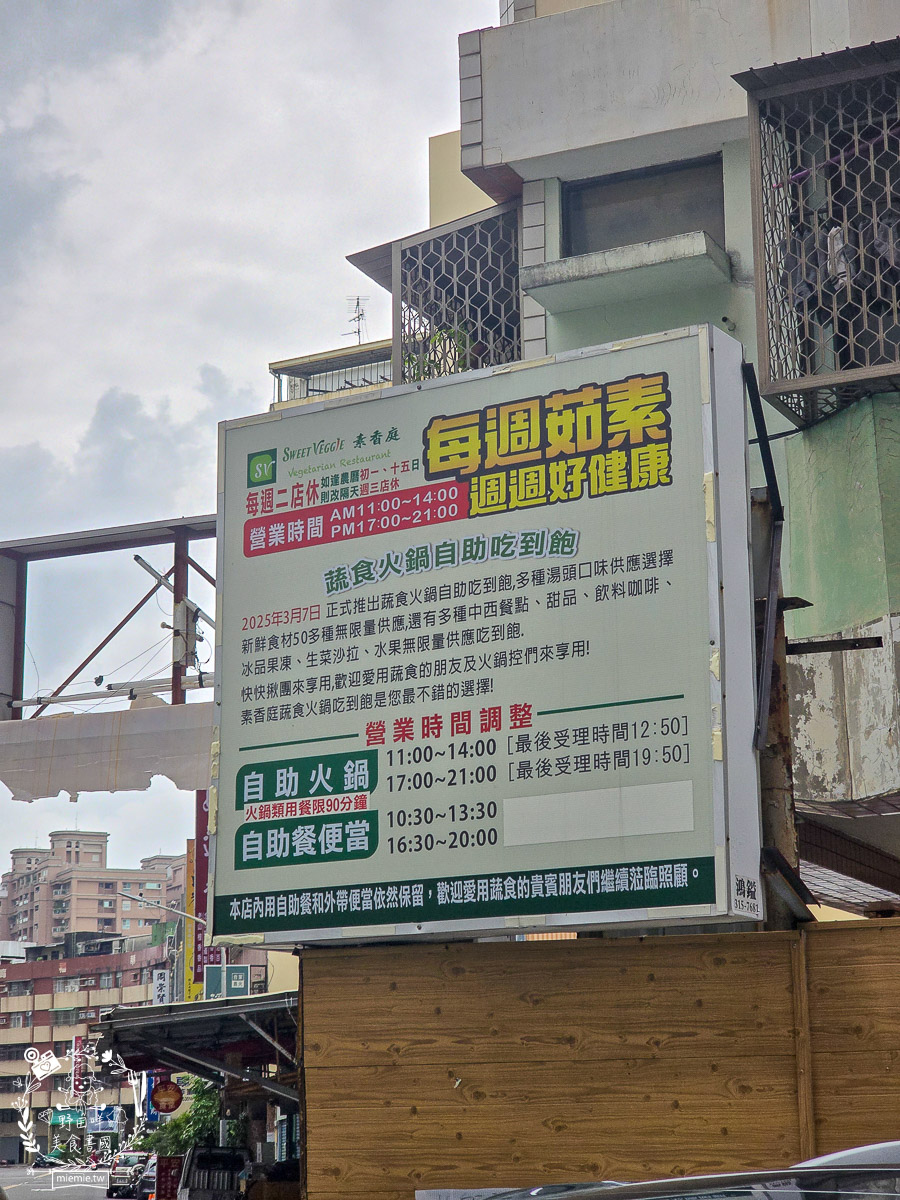 SV
SWEET VEGGIE 素香庭
Vegetarian Restaurant
每週茹素
週週好健康
每週二店休 如逢農曆初一、十五日
則改隔天週三店休
營業時間 AM11:00~14:00
PM17:00~21:00
蔬食火鍋自助吃到飽
2025年3月7日 正式推出蔬食火鍋自助吃到飽,多種湯頭口味供應選擇
新鮮食材50多種無限量供應,還有多種中西餐點、甜品、飲料咖啡、
冰品果凍、生菜沙拉、水果無限量供應吃到飽.
快快揪團來享用,歡迎愛用蔬食的朋友及火鍋控們來享用!
素香庭蔬食火鍋吃到飽是您最不錯的選擇!
營業時間調整
自助火鍋 11:00~14:00 [最後受理時間12:50]
17:00~21:00 [最後受理時間19:50]
火鍋類用餐限90分鐘
自助餐便當 10:30~13:30
16:30~20:00
本店內用自助餐和外帶便當依然保留，歡迎愛用蔬食的貴賓朋友們繼續蒞臨照顧。
鴻鎰
315-7681
美食書國
miemie.tw